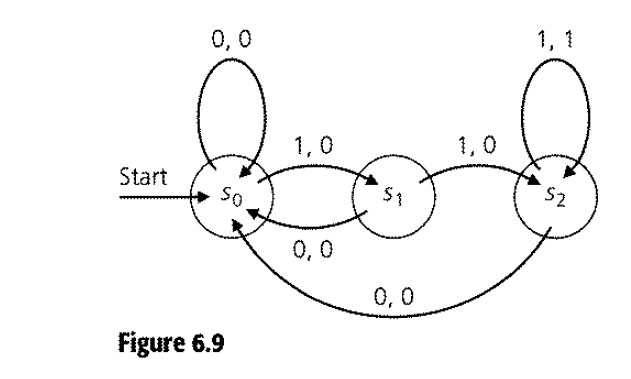 0, 0
1, 1
1, 0
1, 0
Start
s0
s1
s2
0, 0
0, 0
Figure 6.9